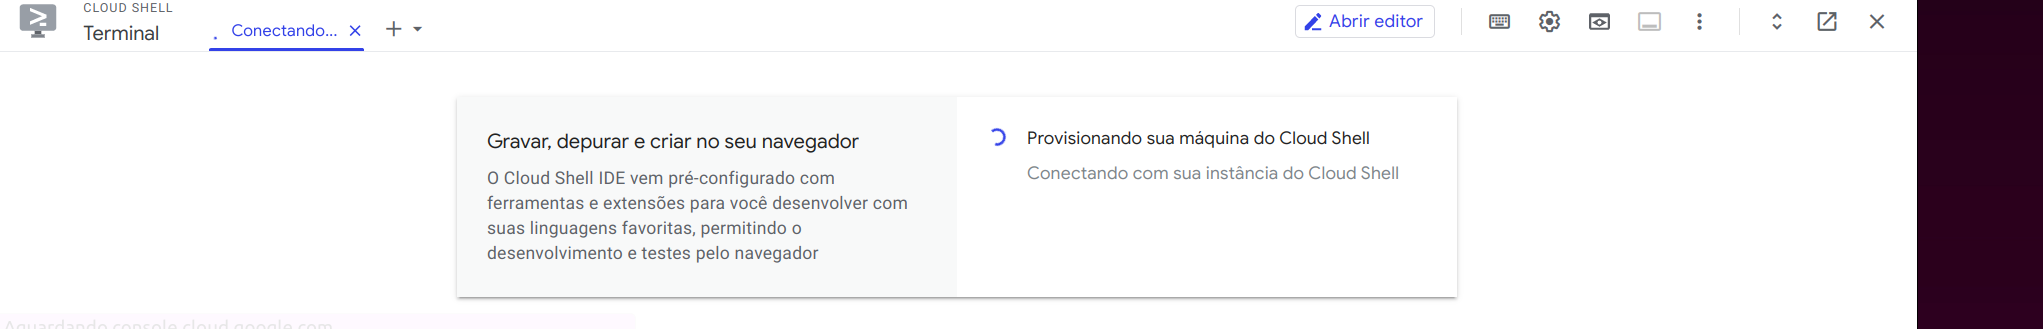 CLOUD SHELL
Terminal
Conectando...
Abrir editor
Gravar, depurar e criar no seu navegador
O Cloud Shell IDE vem pré-configurado com
ferramentas e extensões para você desenvolver com
suas linguagens favoritas, permitindo o
desenvolvimento e testes pelo navegador
Provisionando sua máquina do Cloud Shell
Conectando com sua instância do Cloud Shell
Aguardando console.cloud.google.com